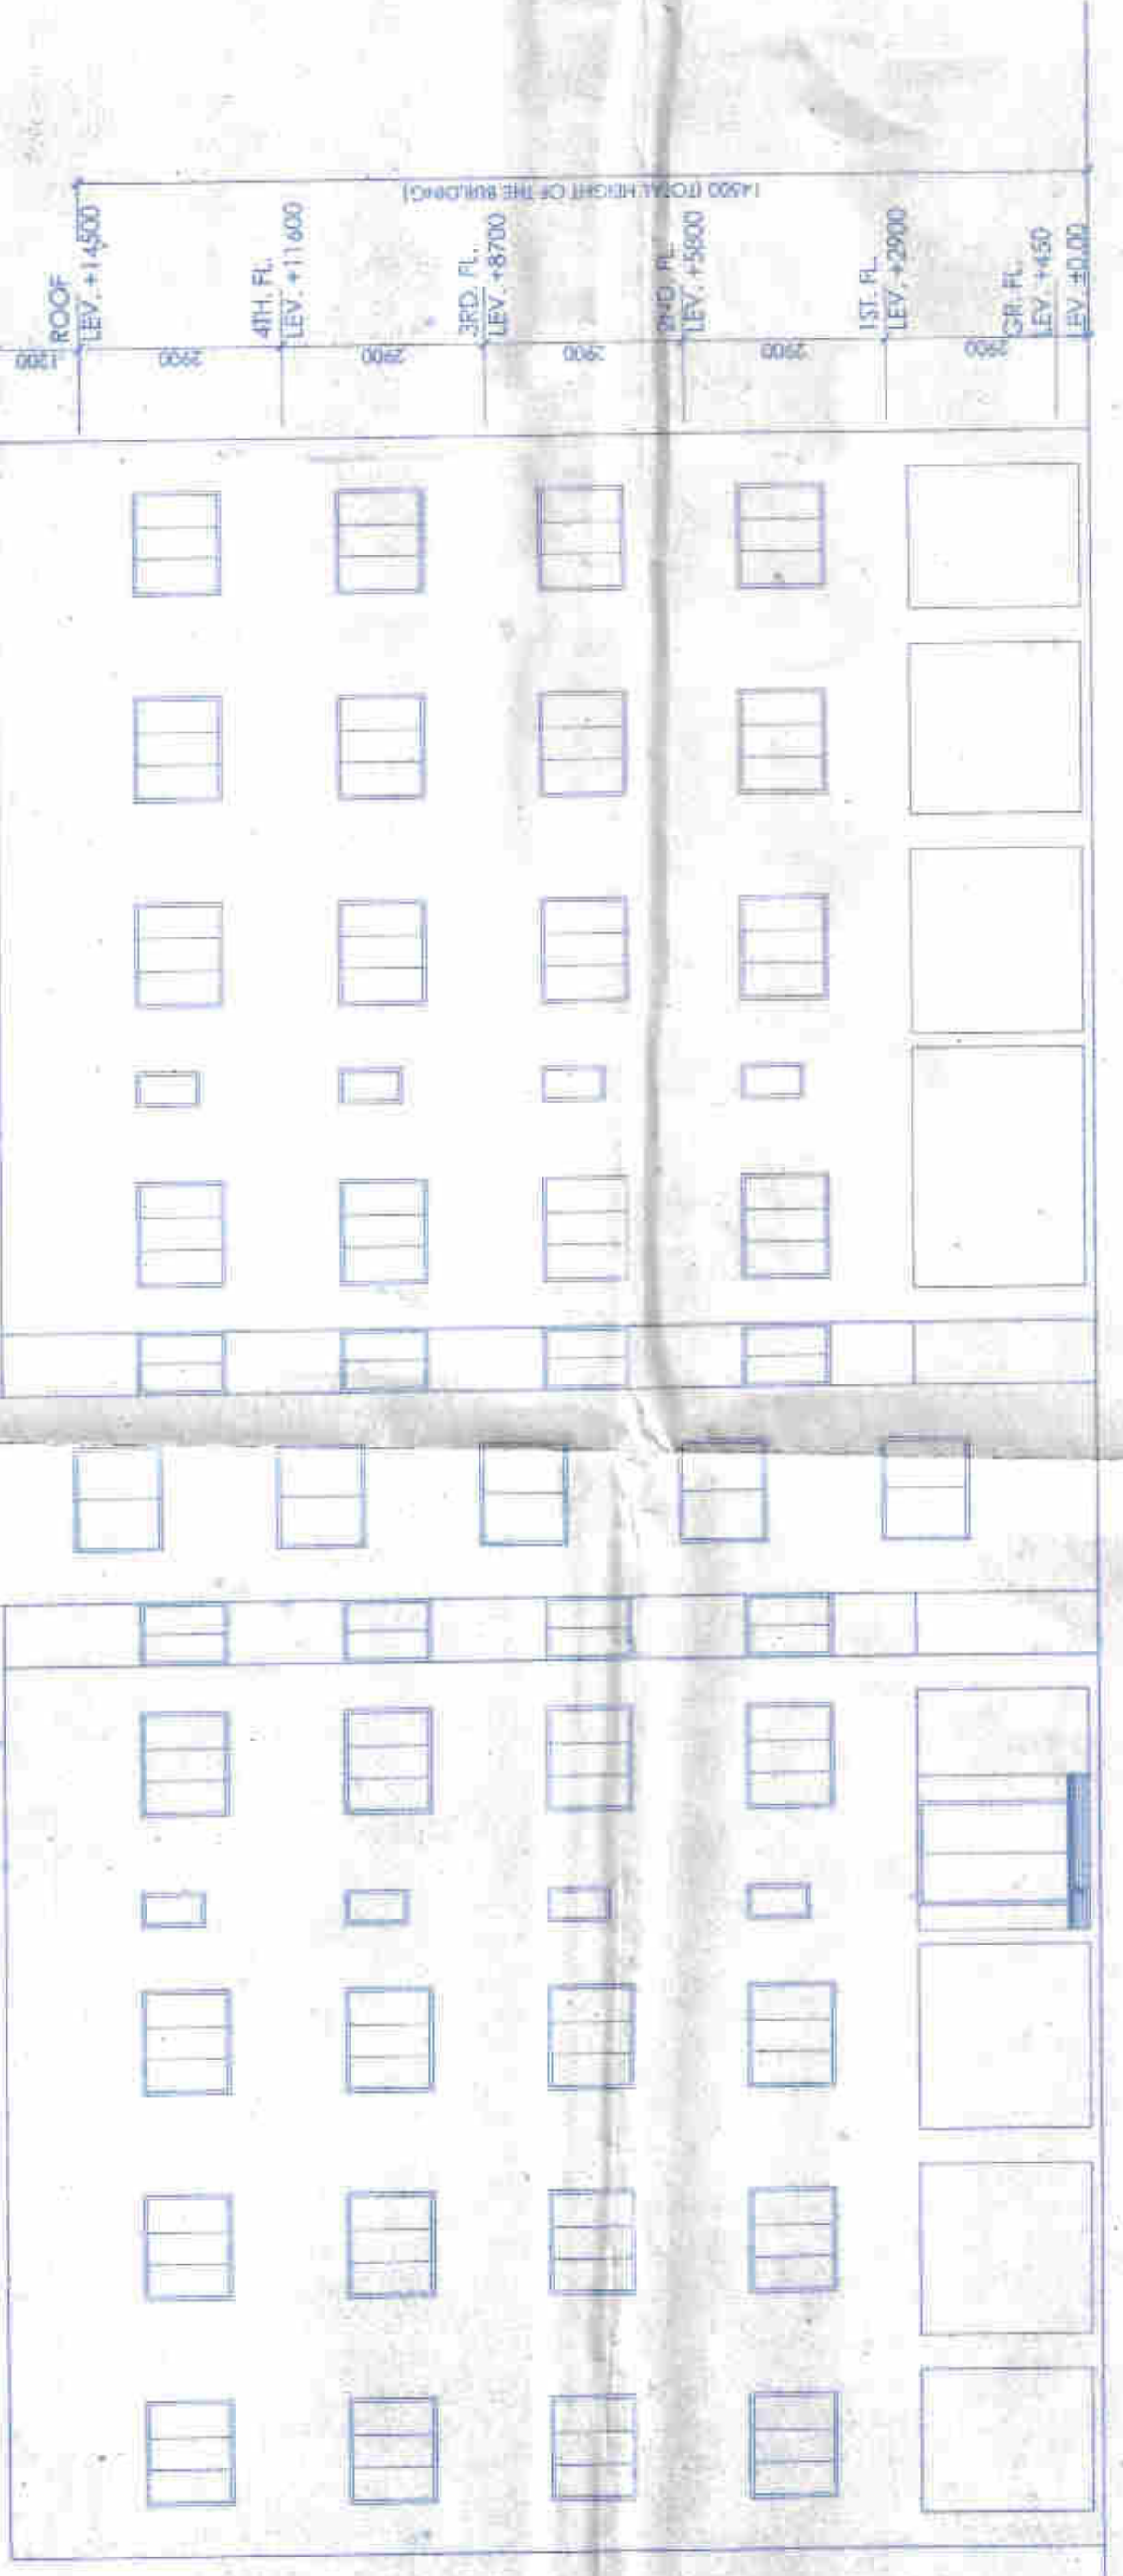 1200
ROOF
LEV. +14500
2900
4TH. FL.
LEV. +11600
2900
3RD. FL.
LEV. +8700
2900
2ND. FL.
LEV. +5800
2900
1ST. FL.
LEV. +2900
2900
GR. FL.
LEV. +450
LEV ±0.00
14500 (TOTAL HEIGHT OF THE BUILDING)